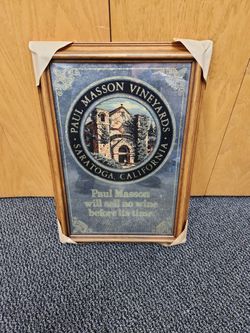 PAUL MASSON VINEYARDS
SARATOGA, CALIFORNIA
Paul Masson
will sell no wine
before its time.